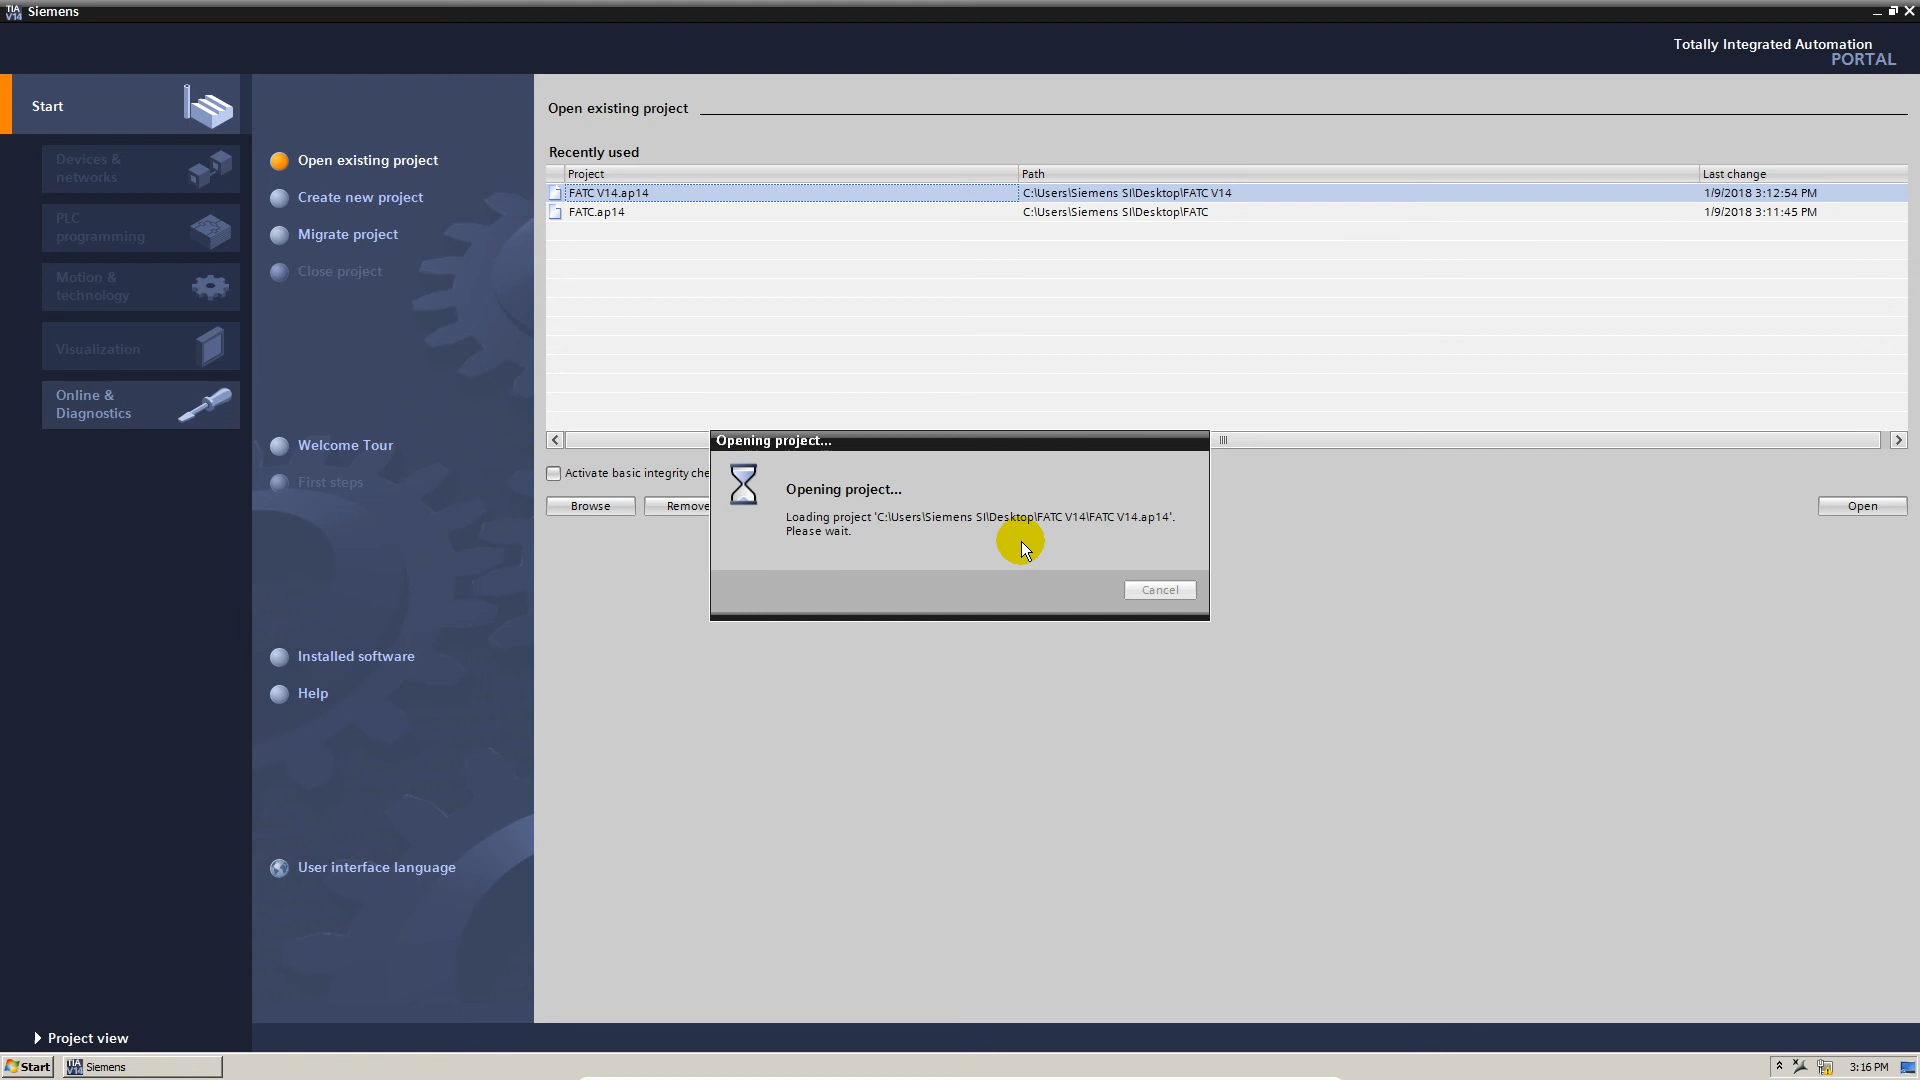 TIA V14 Siemens
Totally Integrated Automation
PORTAL
Start
Devices &
networks
PLC
programming
Motion &
technology
Visualization
Online &
Diagnostics
Project view
Open existing project
Create new project
Migrate project
Close project
Welcome Tour
First steps
Installed software
Help
User interface language
Open existing project
Recently used
Project Path Last change
FATC V14.ap14 C:\Users\Siemens SI\Desktop\FATC V14 1/9/2018 3:12:54 PM
FATC.ap14 C:\Users\Siemens SI\Desktop\FATC 1/9/2018 3:11:45 PM
Activate basic integrity che
Browse Remove Open
Opening project...
Opening project...
Loading project 'C:\Users\Siemens SI\Desktop\FATC V14\FATC V14.ap14'.
Please wait.
Cancel
Start TIA V14 Siemens 3:16 PM